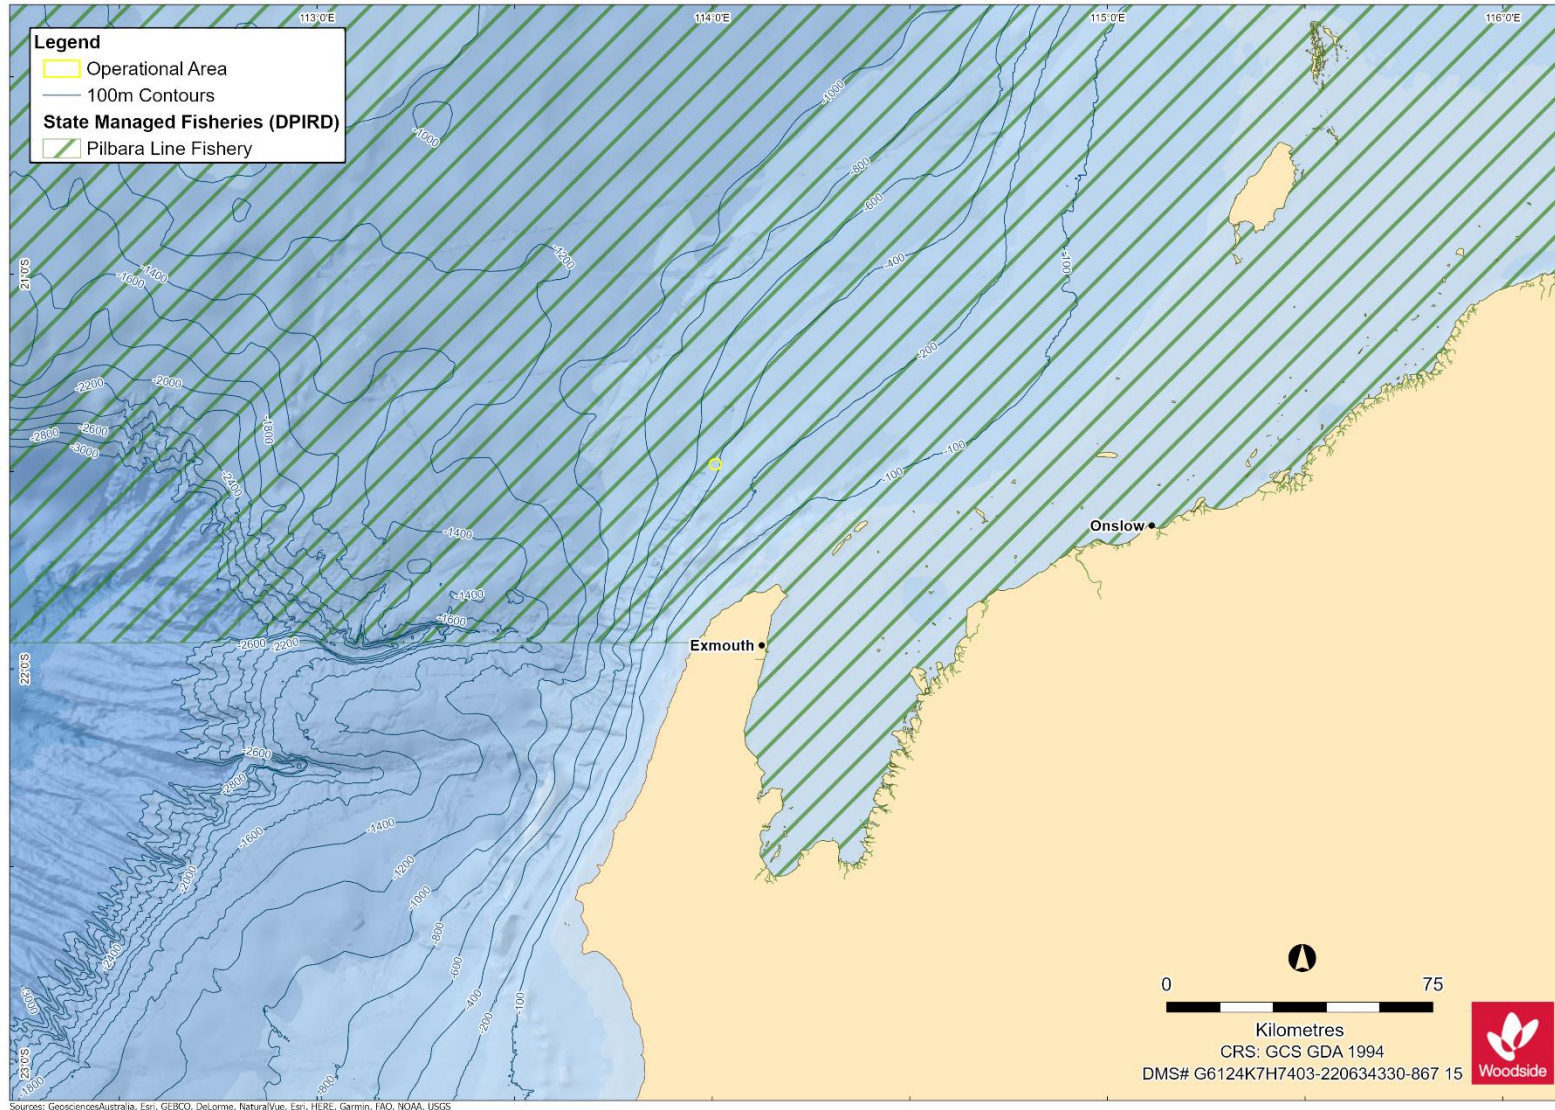 113°0'E
114°0'E
115°0'E
116°0'E
Legend
Operational Area
100m Contours
State Managed Fisheries (DPIRD)
Pilbara Line Fishery
-1000
-1000
-800
-600
-1200
-400
-100
21°0'S
-1400
-1600
-200
-2200
-2000
-1800
-2600
-2800
-3000
-100
-100
-2400
-1400
Onslow
-1400
-1600
Exmouth
-2600
-2200
22°0'S
-2600
-2800
-1400
-1600
-1200
-2000
-1000
-800
-2400
-600
-3000
-400
-100
-200
23°0'S
-1800
-800
0 75
Kilometres
CRS: GCS GDA 1994
DMS# G6124K7H7403-220634330-867 15
Woodside
Sources: GeosciencesAustralia, Esri, GEBCO, DeLorme, NaturalVue, Esri, HERE, Garmin, FAO, NOAA, USGS